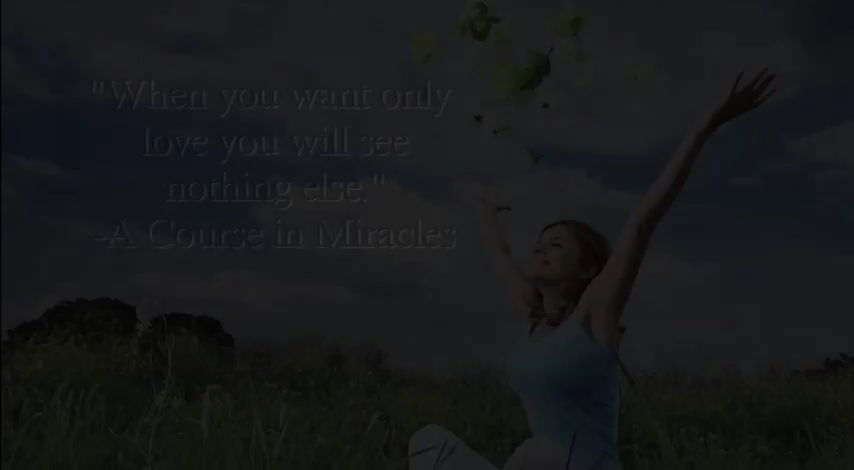 "When you want only
love you will see
nothing else."
-A Course in Miracles